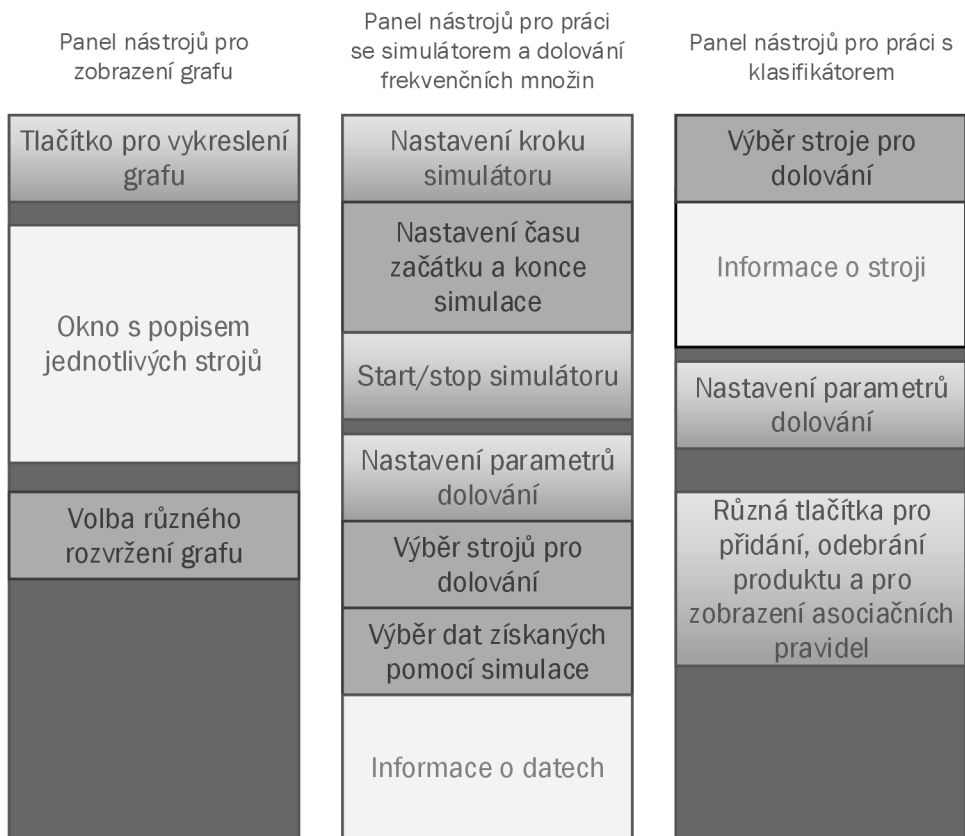 Panel nástrojů pro
zobrazení grafu
Tlačítko pro vykreslení
grafu
Okno s popisem
jednotlivých strojů
Volba různého
rozvržení grafu
Panel nástrojů pro práci
se simulátorem a dolování
frekvenčních množin
Nastavení kroku
simulátoru
Nastavení času
začátku a konce
simulace
Start/stop simulátoru
Nastavení parametrů
dolování
Výběr strojů pro
dolování
Výběr dat získaných
pomocí simulace
Informace o datech
Panel nástrojů pro práci s
klasifikátorem
Výběr stroje pro
dolování
Informace o stroji
Nastavení parametrů
dolování
Různá tlačítka pro
přidání, odebrání
produktu a pro
zobrazení asociačních
pravidel